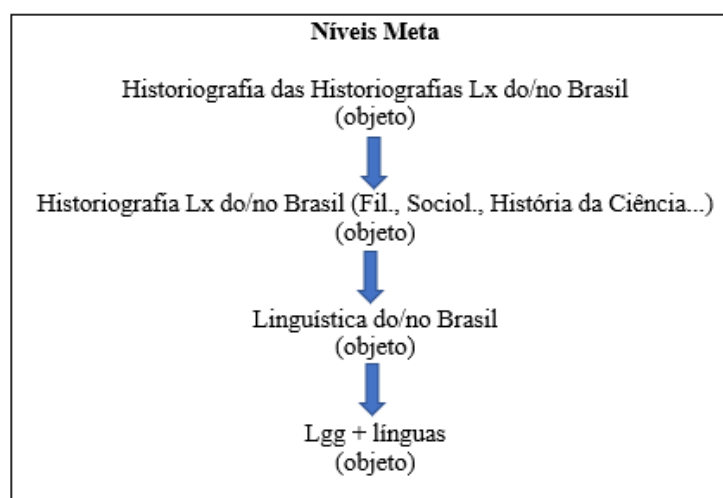 Níveis Meta
Historiografia das Historiografias Lx do/no Brasil
(objeto)
Historiografia Lx do/no Brasil (Fil., Sociol., História da Ciência...)
(objeto)
Linguística do/no Brasil
(objeto)
Lgg + línguas
(objeto)